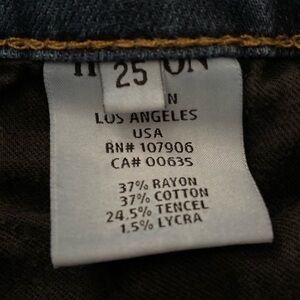 25
LOS ANGELES
USA
RN# 107906
CA# 00635
37% RAYON
37% COTTON
24.5% TENCEL
1.5% LYCRA